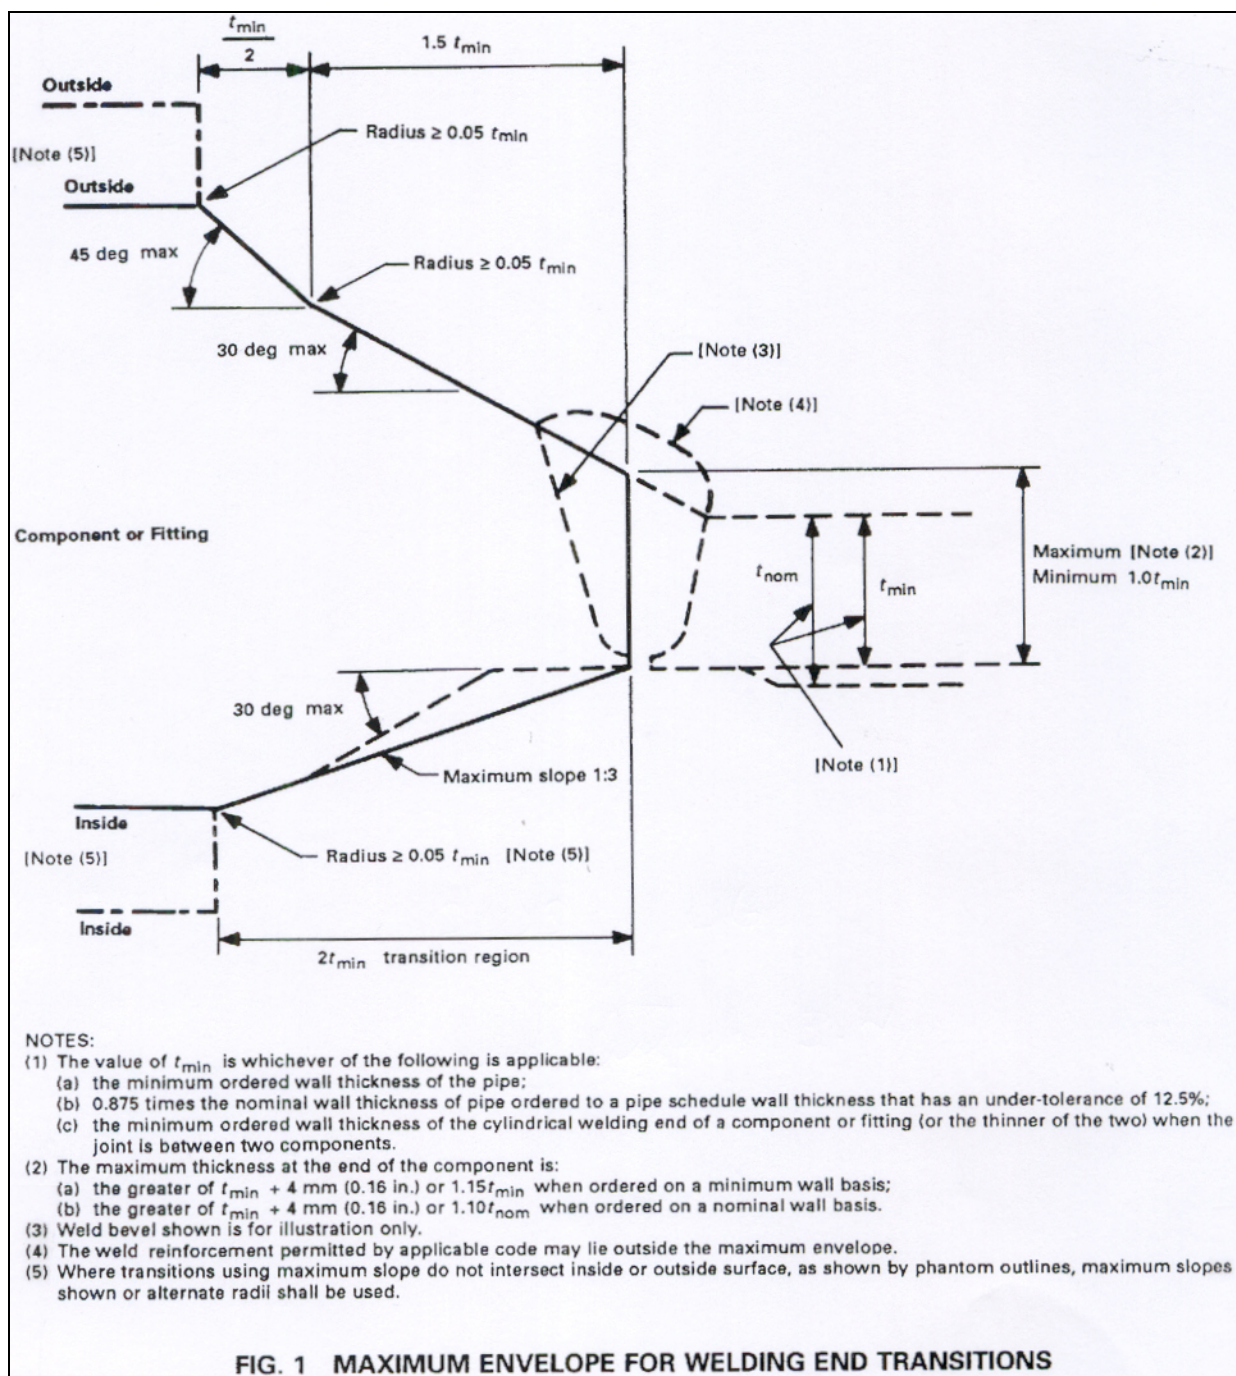 t_min
2
1.5 t_min
Outside
Radius ≥ 0.05 t_min
[Note (5)]
Outside
45 deg max
Radius ≥ 0.05 t_min
30 deg max
[Note (3)]
[Note (4)]
Component or Fitting
t_nom
t_min
Maximum [Note (2)]
Minimum 1.0t_min
30 deg max
[Note (1)]
Maximum slope 1:3
Inside
[Note (5)]
Radius ≥ 0.05 t_min [Note (5)]
Inside
2t_min transition region
NOTES:
(1) The value of t_min is whichever of the following is applicable:
(a) the minimum ordered wall thickness of the pipe;
(b) 0.875 times the nominal wall thickness of pipe ordered to a pipe schedule wall thickness that has an under-tolerance of 12.5%;
(c) the minimum ordered wall thickness of the cylindrical welding end of a component or fitting (or the thinner of the two) when the
joint is between two components.
(2) The maximum thickness at the end of the component is:
(a) the greater of t_min + 4 mm (0.16 in.) or 1.15t_min when ordered on a minimum wall basis;
(b) the greater of t_min + 4 mm (0.16 in.) or 1.10t_nom when ordered on a nominal wall basis.
(3) Weld bevel shown is for illustration only.
(4) The weld reinforcement permitted by applicable code may lie outside the maximum envelope.
(5) Where transitions using maximum slope do not intersect inside or outside surface, as shown by phantom outlines, maximum slopes
shown or alternate radii shall be used.
FIG. 1 MAXIMUM ENVELOPE FOR WELDING END TRANSITIONS